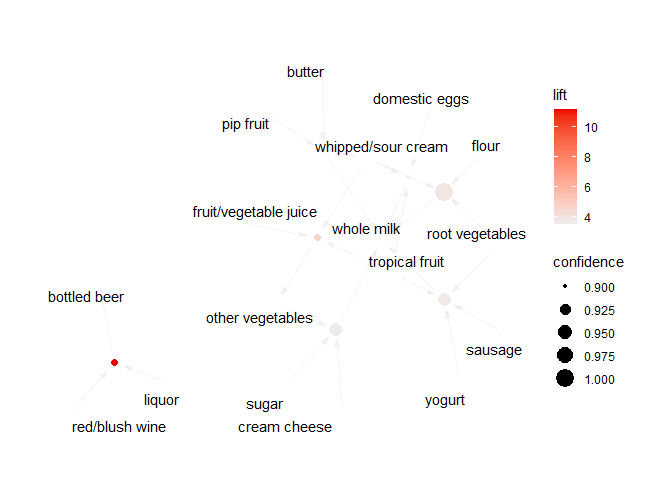 butter
domestic eggs
pip fruit
whipped/sour cream
flour
fruit/vegetable juice
whole milk
root vegetables
tropical fruit
bottled beer
other vegetables
sausage
liquor
sugar
yogurt
red/blush wine
cream cheese
lift
10
8
6
4
confidence
0.900
0.925
0.950
0.975
1.000